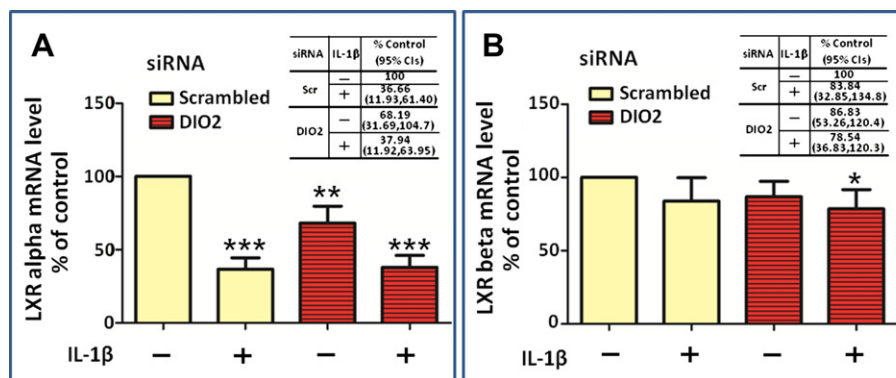 A
siRNA
Scrambled
DIO2
siRNA IL-1β % Control
(95% CIs)
Scr − 100
+ 36.66
(11.93,61.40)
DIO2 − 68.19
(31.69,104.7)
+ 37.94
(11.92,63.95)
LXR alpha mRNA level
% of control
150
100
50
0
***
**
***
IL-1β − + − +
B
siRNA
Scrambled
DIO2
siRNA IL-1β % Control
(95% CIs)
Scr − 100
+ 83.84
(32.85,134.8)
DIO2 − 86.83
(53.26,120.4)
+ 78.54
(36.83,120.3)
LXR beta mRNA level
% of control
150
100
50
0
*
IL-1β − + − +